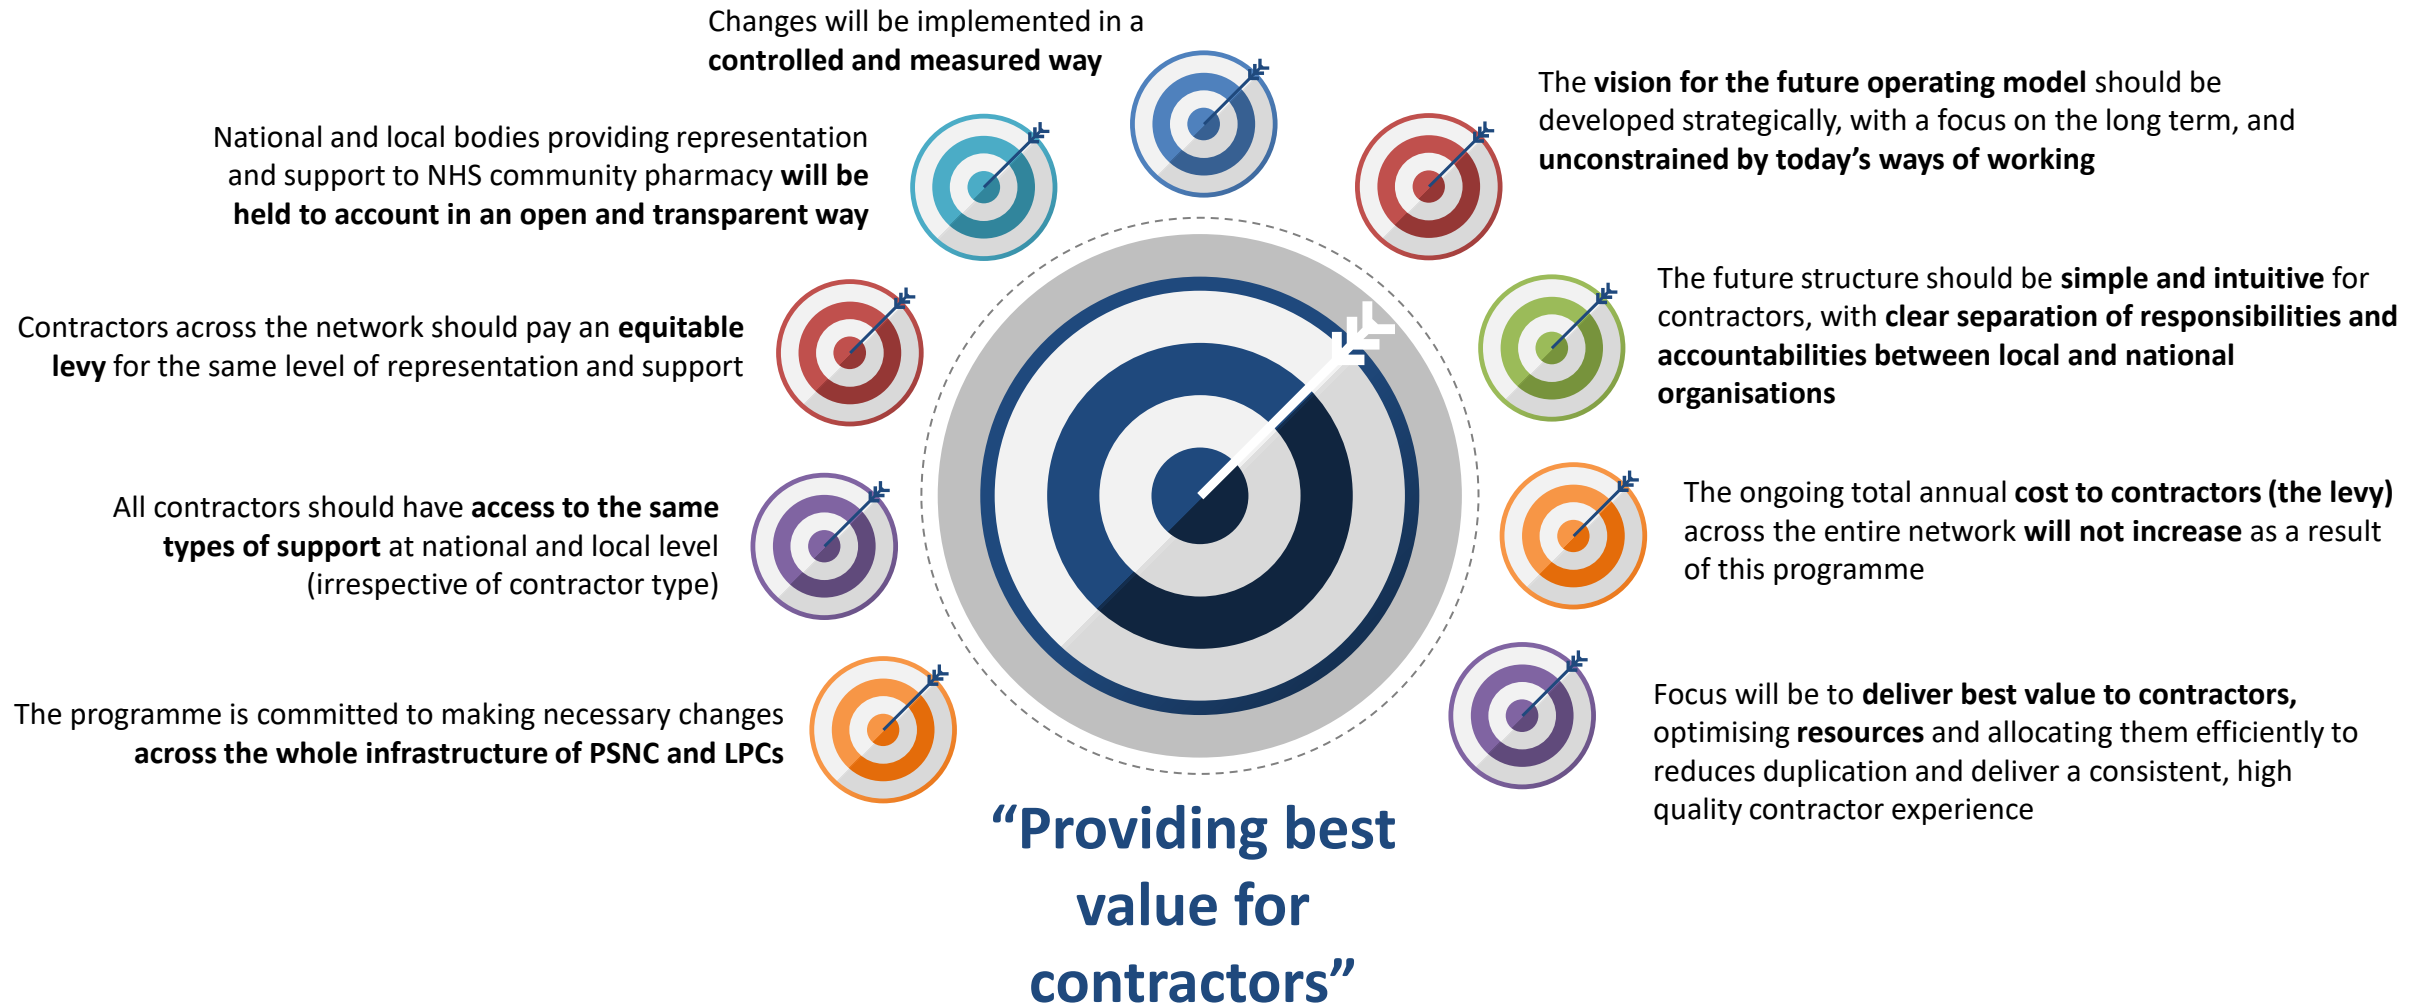 Changes will be implemented in a
controlled and measured way
The vision for the future operating model should be
developed strategically, with a focus on the long term, and
unconstrained by today’s ways of working
National and local bodies providing representation
and support to NHS community pharmacy will be
held to account in an open and transparent way
The future structure should be simple and intuitive for
contractors, with clear separation of responsibilities and
accountabilities between local and national
organisations
Contractors across the network should pay an equitable
levy for the same level of representation and support
The ongoing total annual cost to contractors (the levy)
across the entire network will not increase as a result
of this programme
All contractors should have access to the same
types of support at national and local level
(irrespective of contractor type)
Focus will be to deliver best value to contractors,
optimising resources and allocating them efficiently to
reduces duplication and deliver a consistent, high
quality contractor experience
The programme is committed to making necessary changes
across the whole infrastructure of PSNC and LPCs
“Providing best
value for
contractors”